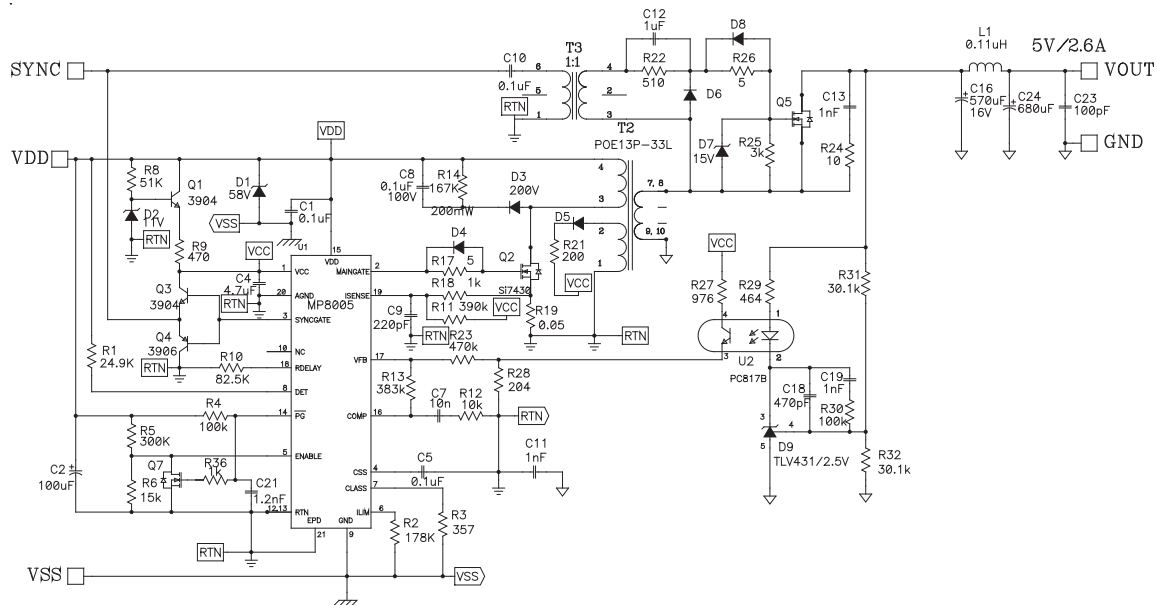 SYNC
C10
0.1uF
RTN
T3
1:1
6
5
1
4
2
3
C12
1uF
R22
510
D6
D8
R26
5
Q5
D7
15V
R25
3k
C13
1nF
R24
10
L1
0.11uH
5V/2.6A
VOUT
C16
570uF
16V
C24
680uF
C23
100pF
GND
VDD
VDD
R8
51K
D2
11V
RTN
Q1
3904
R9
470
D1
58V
VSS
C1
0.1uF
C8
0.1uF
100V
R14
167K
200mW
D3
200V
T2
POE13P-33L
4
3
2
1
7, 8
9, 10
D5
R21
200
VCC
VCC
C4
4.7uF
RTN
Q3
3904
Q4
3906
RTN
R10
82.5K
R1
24.9K
R4
100k
R5
300K
Q7
R6
15k
R36
1k
C21
1.2nF
C2
100uF
RTN
U1
MP8005
15
VDD
1
VCC
20
AGND
3
SYNCGATE
10
NC
18
RDELAY
8
DET
14
PG
5
ENABLE
12,13
RTN
EPD
21
GND
9
MAINGATE
2
ISENSE
19
VFB
17
COMP
16
CSS
4
CLASS
7
ILIM
6
D4
R17
5
R18
1k
R11
390k
VCC
Q2
SI7430
R19
0.05
C9
220pF
RTN
R23
470k
RTN
R13
383k
C7
10n
R12
10k
R28
204
RTN
C5
0.1uF
C11
1nF
R2
178K
R3
357
VCC
R27
976
R29
464
4
1
3
2
U2
PC817B
R31
30.1k
C18
470pF
C19
1nF
R30
100k
3
4
5
D9
TLV431/2.5V
R32
30.1k
VSS
VSS